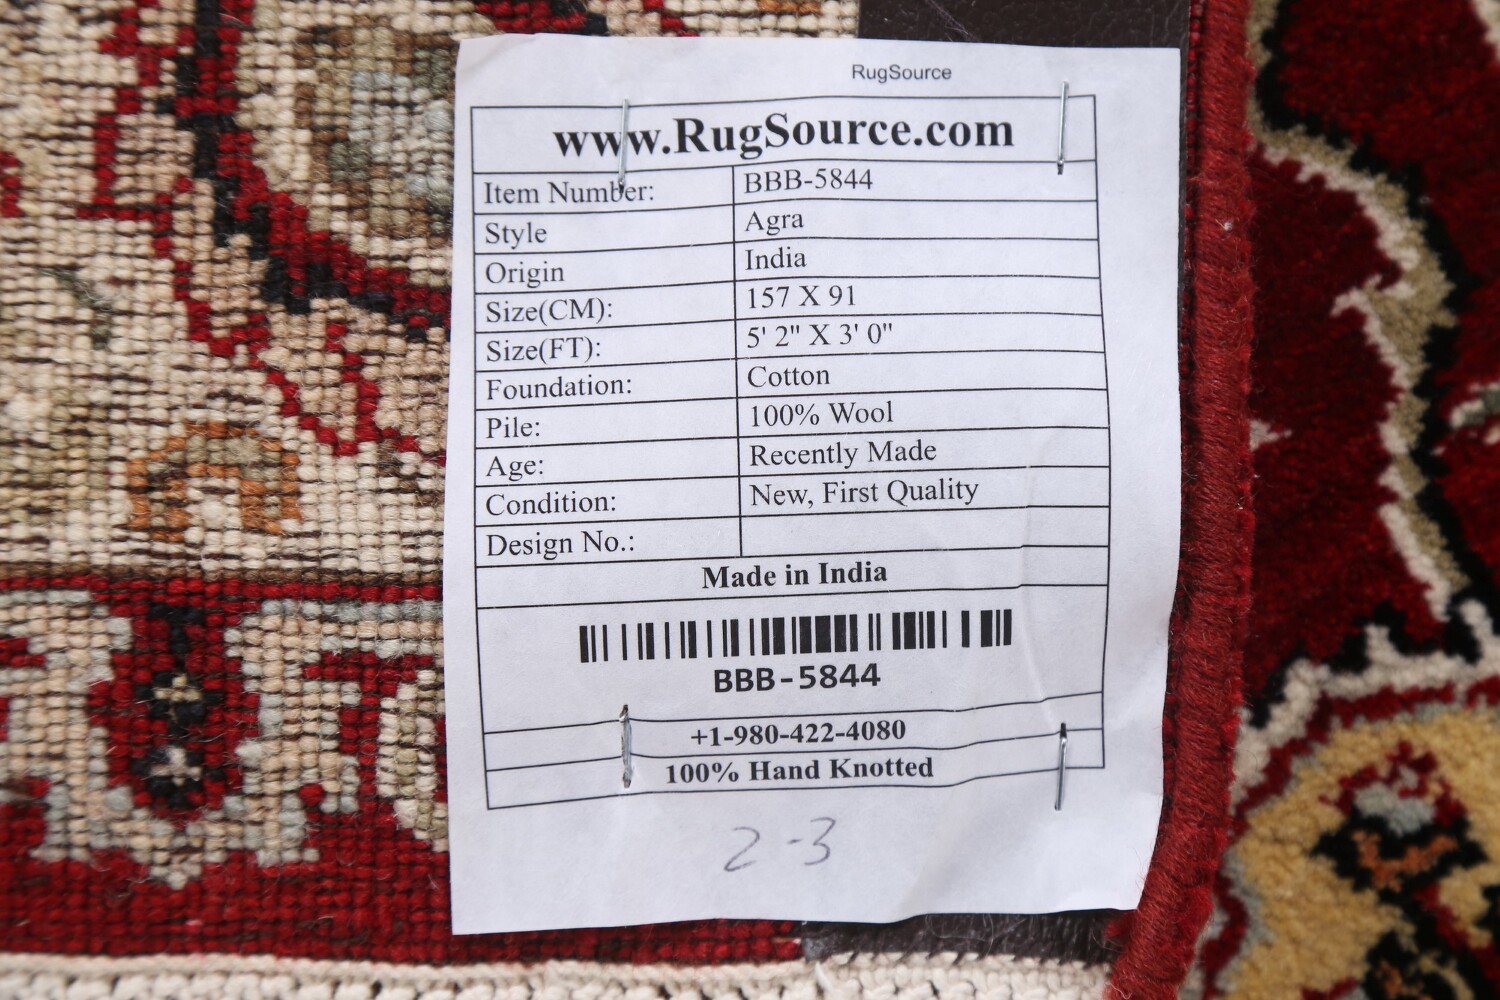 RugSource
www.RugSource.com
Item Number: BBB-5844
Style Agra
Origin India
Size(CM): 157 X 91
Size(FT): 5' 2" X 3' 0"
Foundation: Cotton
Pile: 100% Wool
Age: Recently Made
Condition: New, First Quality
Design No.:
Made in India
BBB-5844
+1-980-422-4080
100% Hand Knotted
2-3